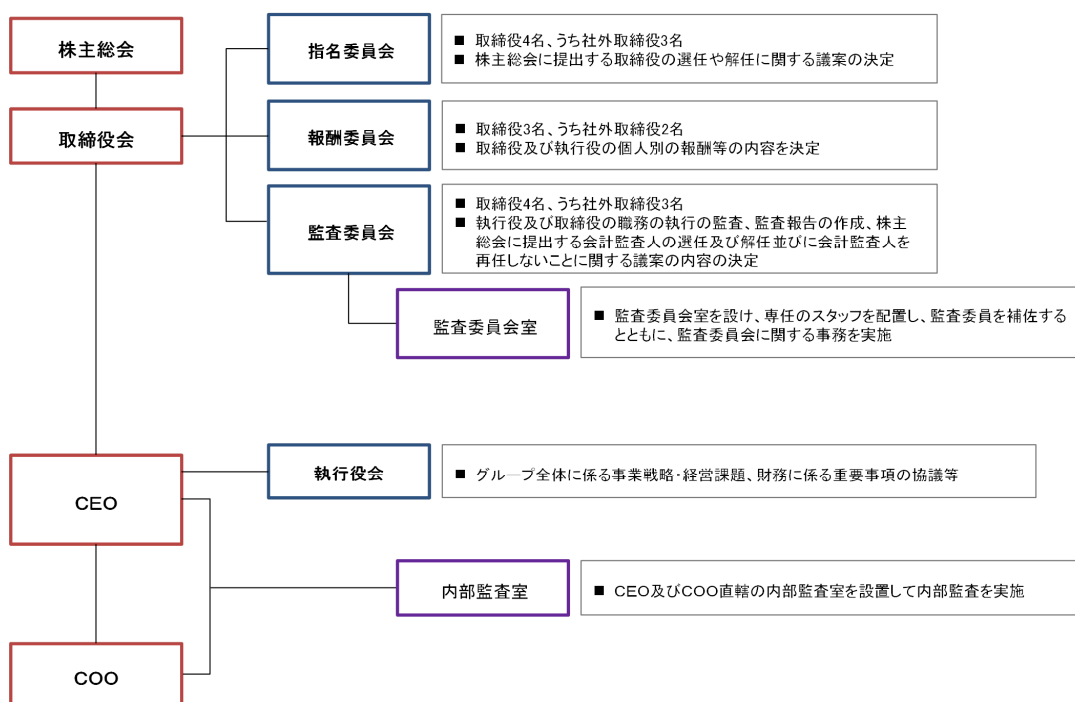 株主総会
指名委員会
■ 取締役4名、うち社外取締役3名
■ 株主総会に提出する取締役の選任や解任に関する議案の決定
取締役会
報酬委員会
■ 取締役3名、うち社外取締役2名
■ 取締役及び執行役の個人別の報酬等の内容を決定
監査委員会
■ 取締役4名、うち社外取締役3名
■ 執行役及び取締役の職務の執行の監査、監査報告の作成、株主
総会に提出する会計監査人の選任及び解任並びに会計監査人を
再任しないことに関する議案の内容の決定
監査委員会室
■ 監査委員会室を設け、専任のスタッフを配置し、監査委員を補佐する
とともに、監査委員会に関する事務を実施
CEO
執行役会
■ グループ全体に係る事業戦略・経営課題、財務に係る重要事項の協議等
内部監査室
■ CEO及びCOO直轄の内部監査室を設置して内部監査を実施
COO